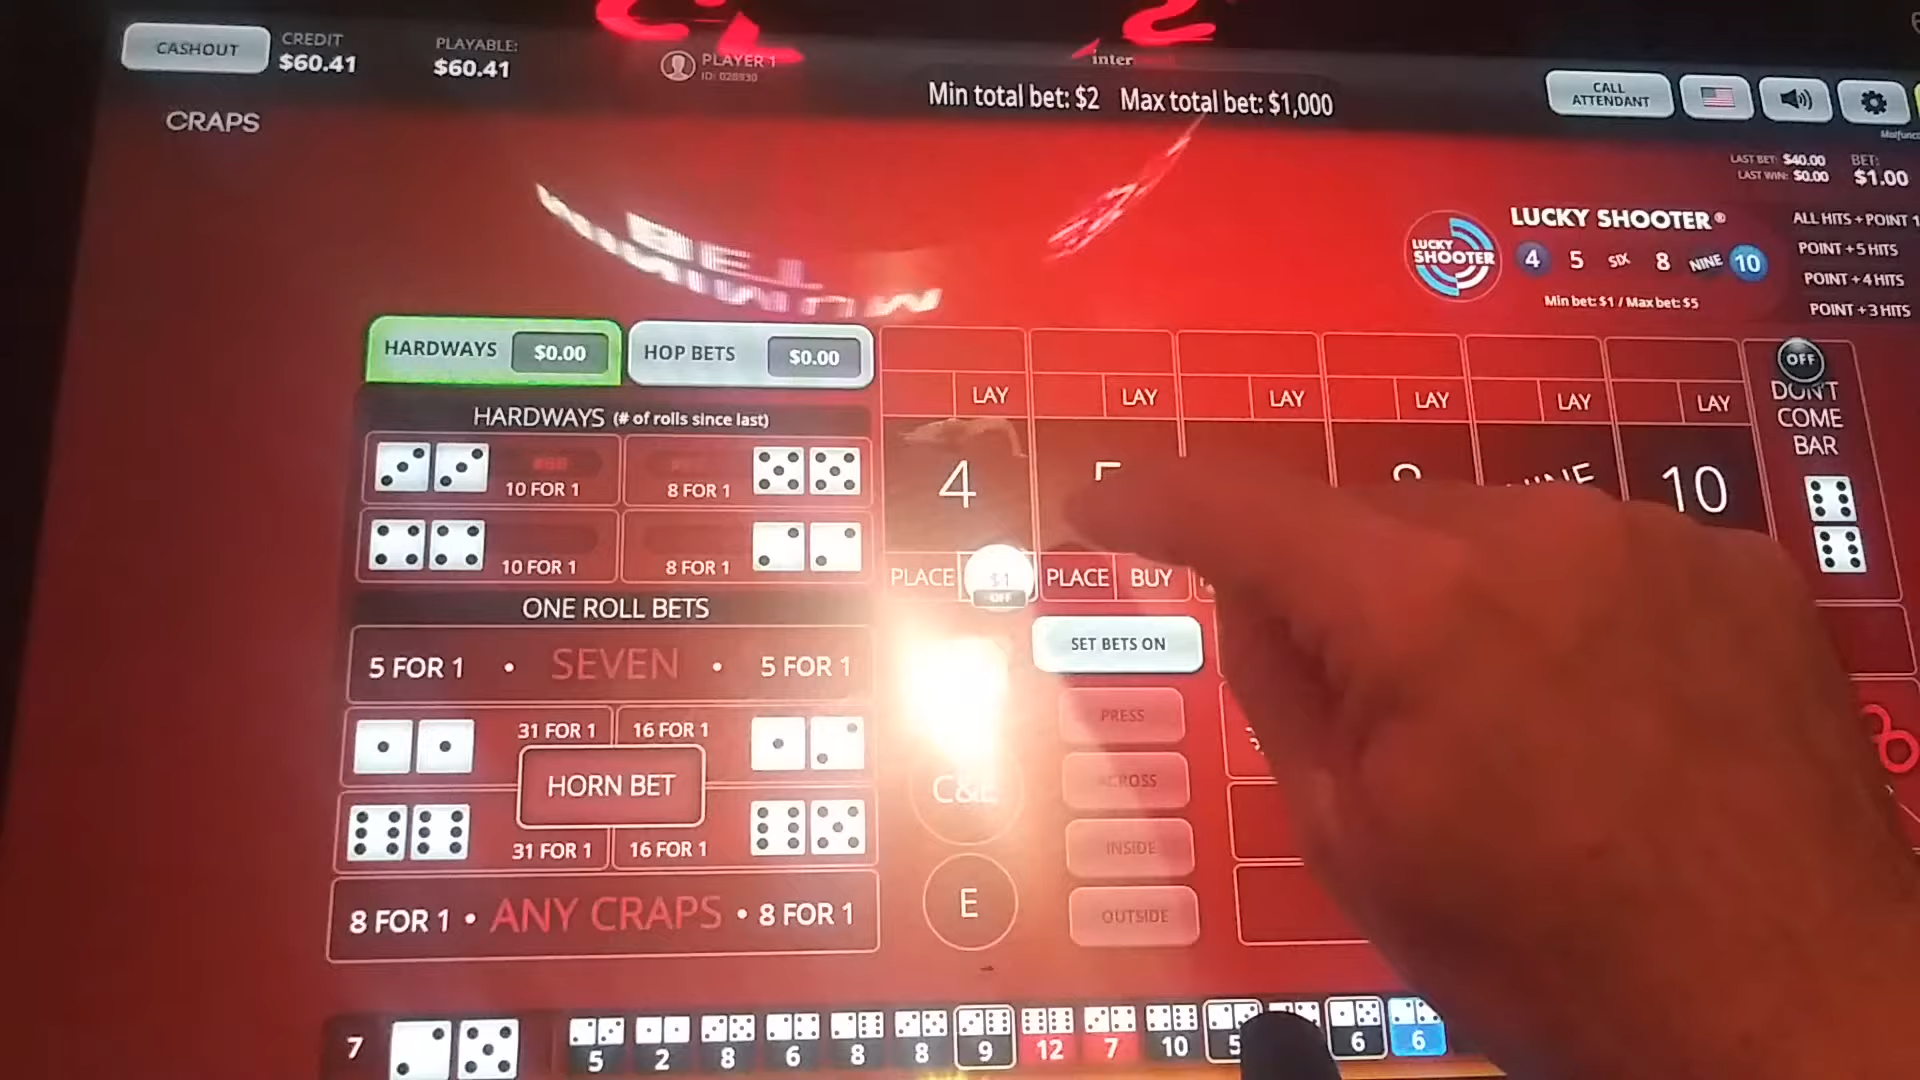 CASHOUT
CREDIT
$60.41
PLAYABLE:
$60.41
PLAYER 1
ID: 028930
inter
Min total bet: $2 Max total bet: $1,000
CALL ATTENDANT
CRAPS
LAST BET: $40.00
LAST WIN: $0.00
BET:
$1.00
LUCKY SHOOTER
LUCKY SHOOTER®
4 5 SIX 8 NINE 10
Min bet: $1 / Max bet: $5
ALL HITS + POINT
POINT + 5 HITS
POINT + 4 HITS
POINT + 3 HITS
HARDWAYS $0.00
HOP BETS $0.00
HARDWAYS (# of rolls since last)
10 FOR 1 8 FOR 1
10 FOR 1 8 FOR 1
ONE ROLL BETS
5 FOR 1 • SEVEN • 5 FOR 1
31 FOR 1 16 FOR 1
HORN BET
31 FOR 1 16 FOR 1
8 FOR 1 • ANY CRAPS • 8 FOR 1
LAY LAY LAY LAY LAY LAY
4 10
PLACE $1 OFF PLACE BUY
OFF
DON'T
COME
BAR
SET BETS ON
PRESS
ACROSS
INSIDE
OUTSIDE
C&E
E
7 5 2 8 6 8 8 9 12 7 10 5 6 6